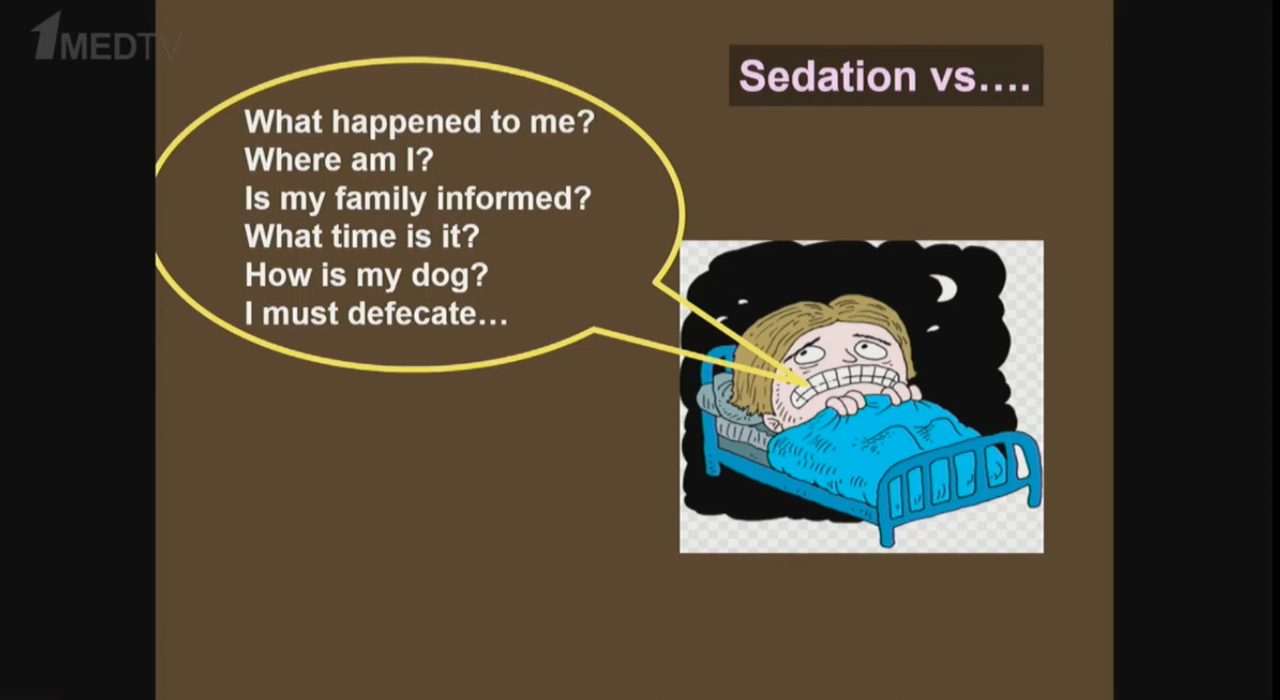 1MEDTV
Sedation vs….
What happened to me?
Where am I?
Is my family informed?
What time is it?
How is my dog?
I must defecate…